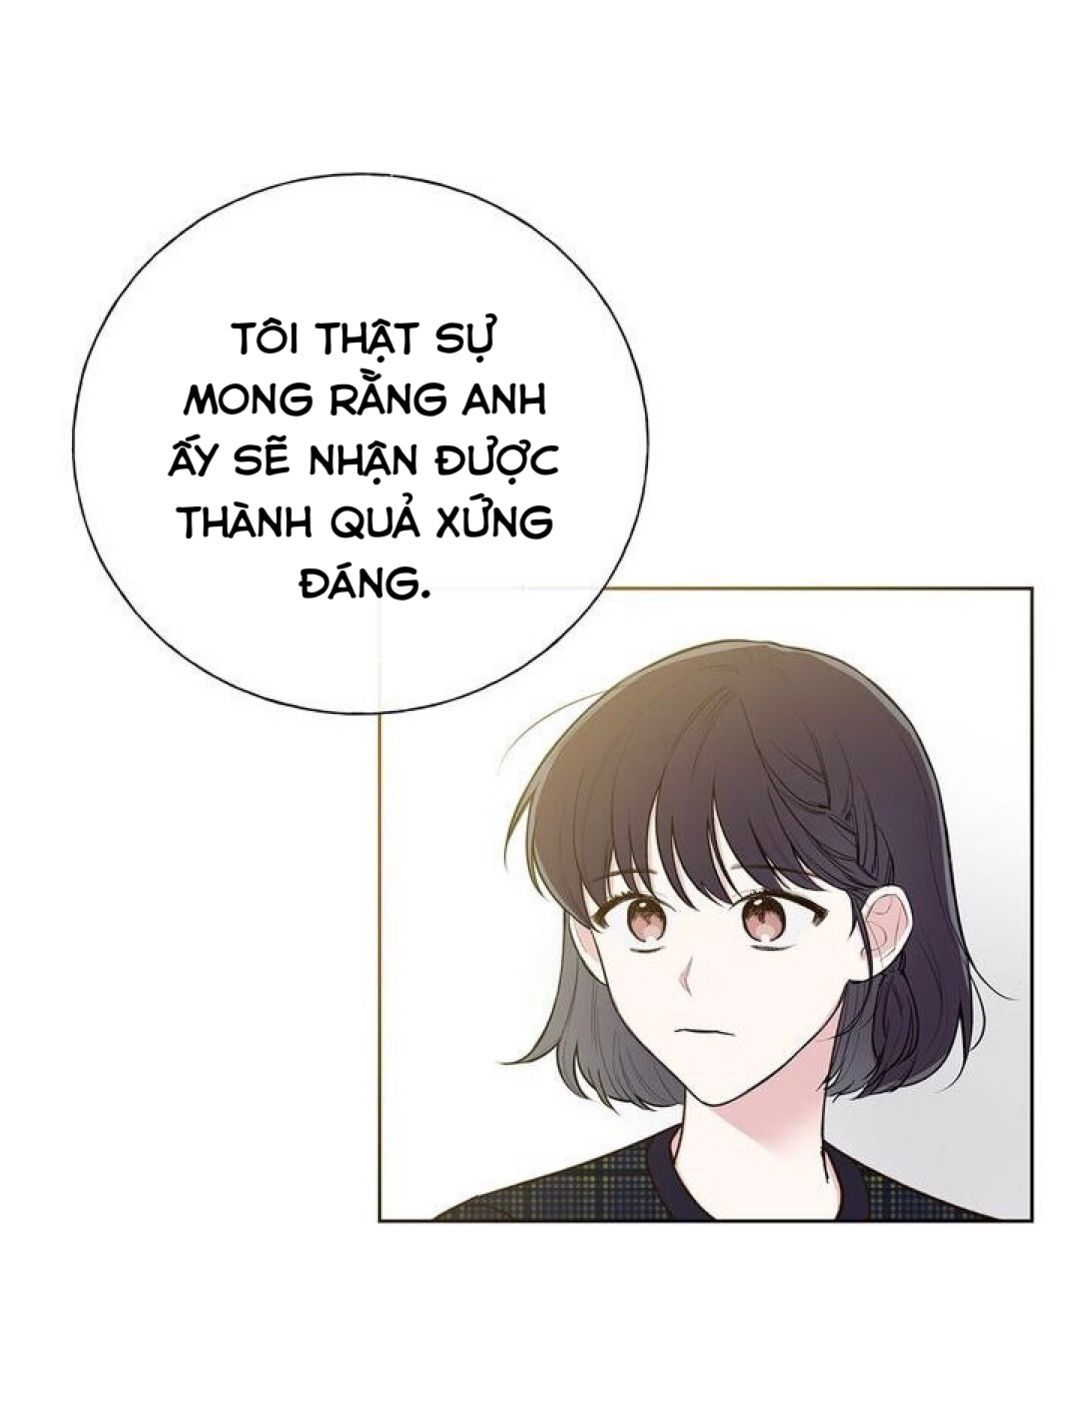 TÔI THẬT SỰ
MONG RẰNG ANH
ẤY SẼ NHẬN ĐƯỢC
THÀNH QUẢ XỨNG
ĐÁNG.